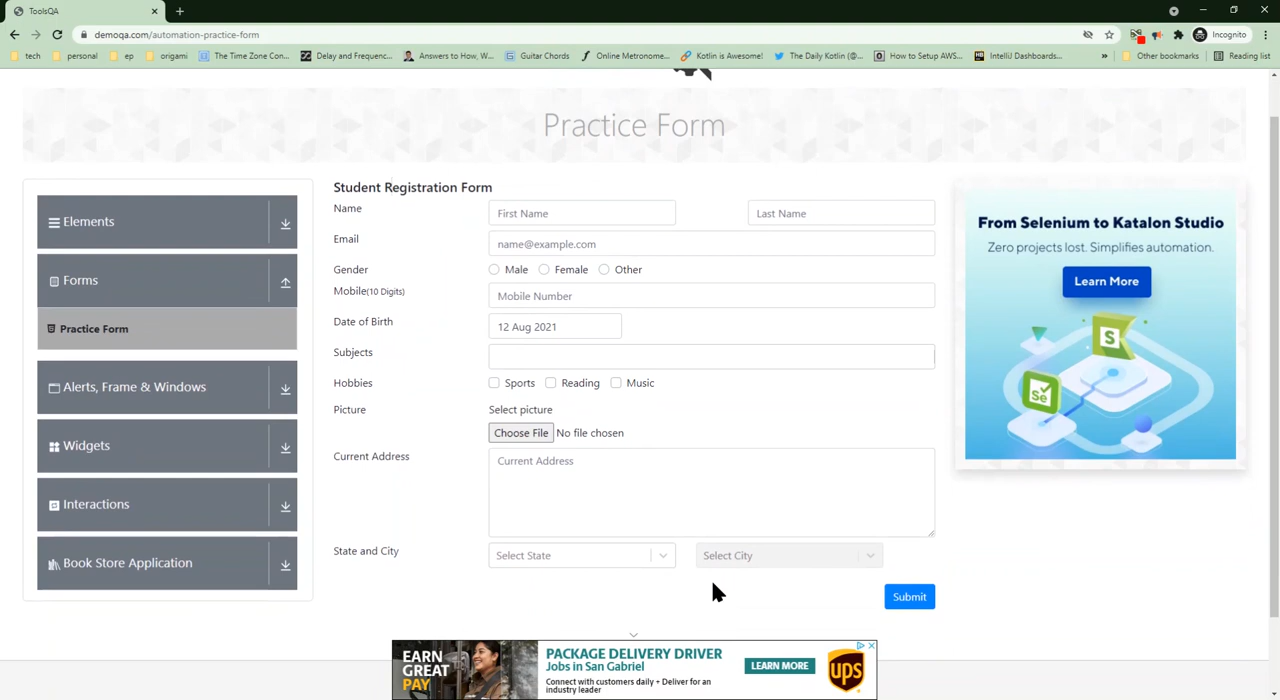 ToolsQA
demoqa.com/automation-practice-form
Incognito
tech personal ep origami The Time Zone Con... Delay and Frequenc... Answers to How, W... Guitar Chords Online Metronome... Kotlin is Awesome! The Daily Kotlin (@... How to Setup AWS... IntelliJ Dashboards... » Other bookmarks Reading list
Practice Form
Elements
Forms
Practice Form
Alerts, Frame & Windows
Widgets
Interactions
Book Store Application
Student Registration Form
Name First Name Last Name
Email name@example.com
Gender Male Female Other
Mobile(10 Digits) Mobile Number
Date of Birth 12 Aug 2021
Subjects
Hobbies Sports Reading Music
Picture Select picture
Choose File No file chosen
Current Address Current Address
State and City Select State Select City
Submit
From Selenium to Katalon Studio
Zero projects lost. Simplifies automation.
Learn More
S
Se
EARN
GREAT
PAY
PACKAGE DELIVERY DRIVER
Jobs in San Gabriel
Connect with customers daily • Deliver for an
industry leader
LEARN MORE
ups